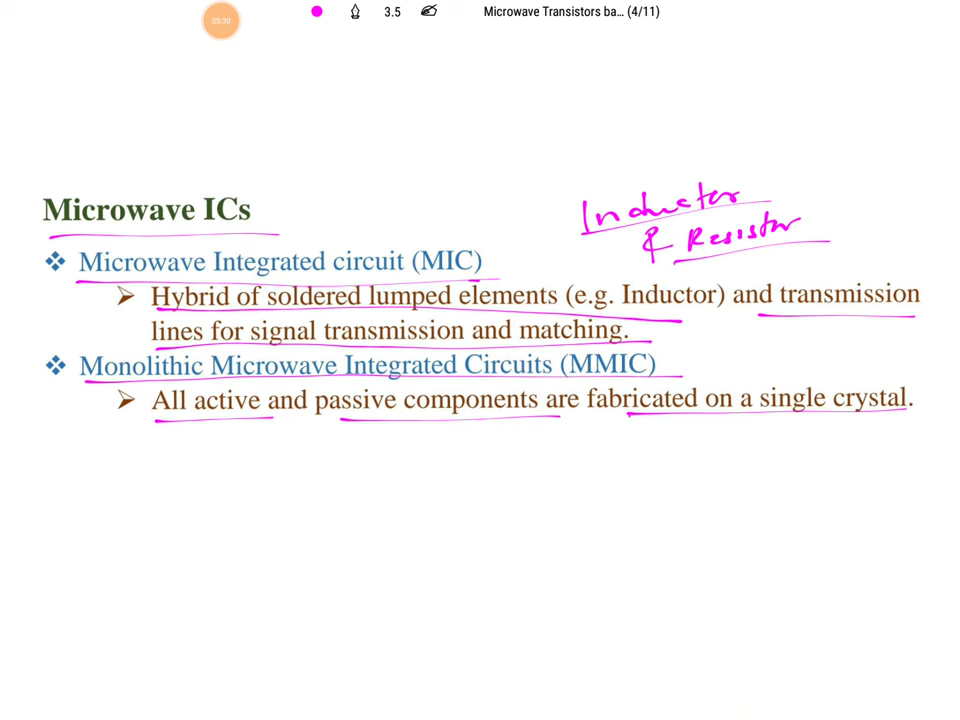 05:30
3.5
Microwave Transistors ba... (4/11)
Inductor
& Resistor
Microwave ICs
❖ Microwave Integrated circuit (MIC)
➢ Hybrid of soldered lumped elements (e.g. Inductor) and transmission
lines for signal transmission and matching.
❖ Monolithic Microwave Integrated Circuits (MMIC)
➢ All active and passive components are fabricated on a single crystal.